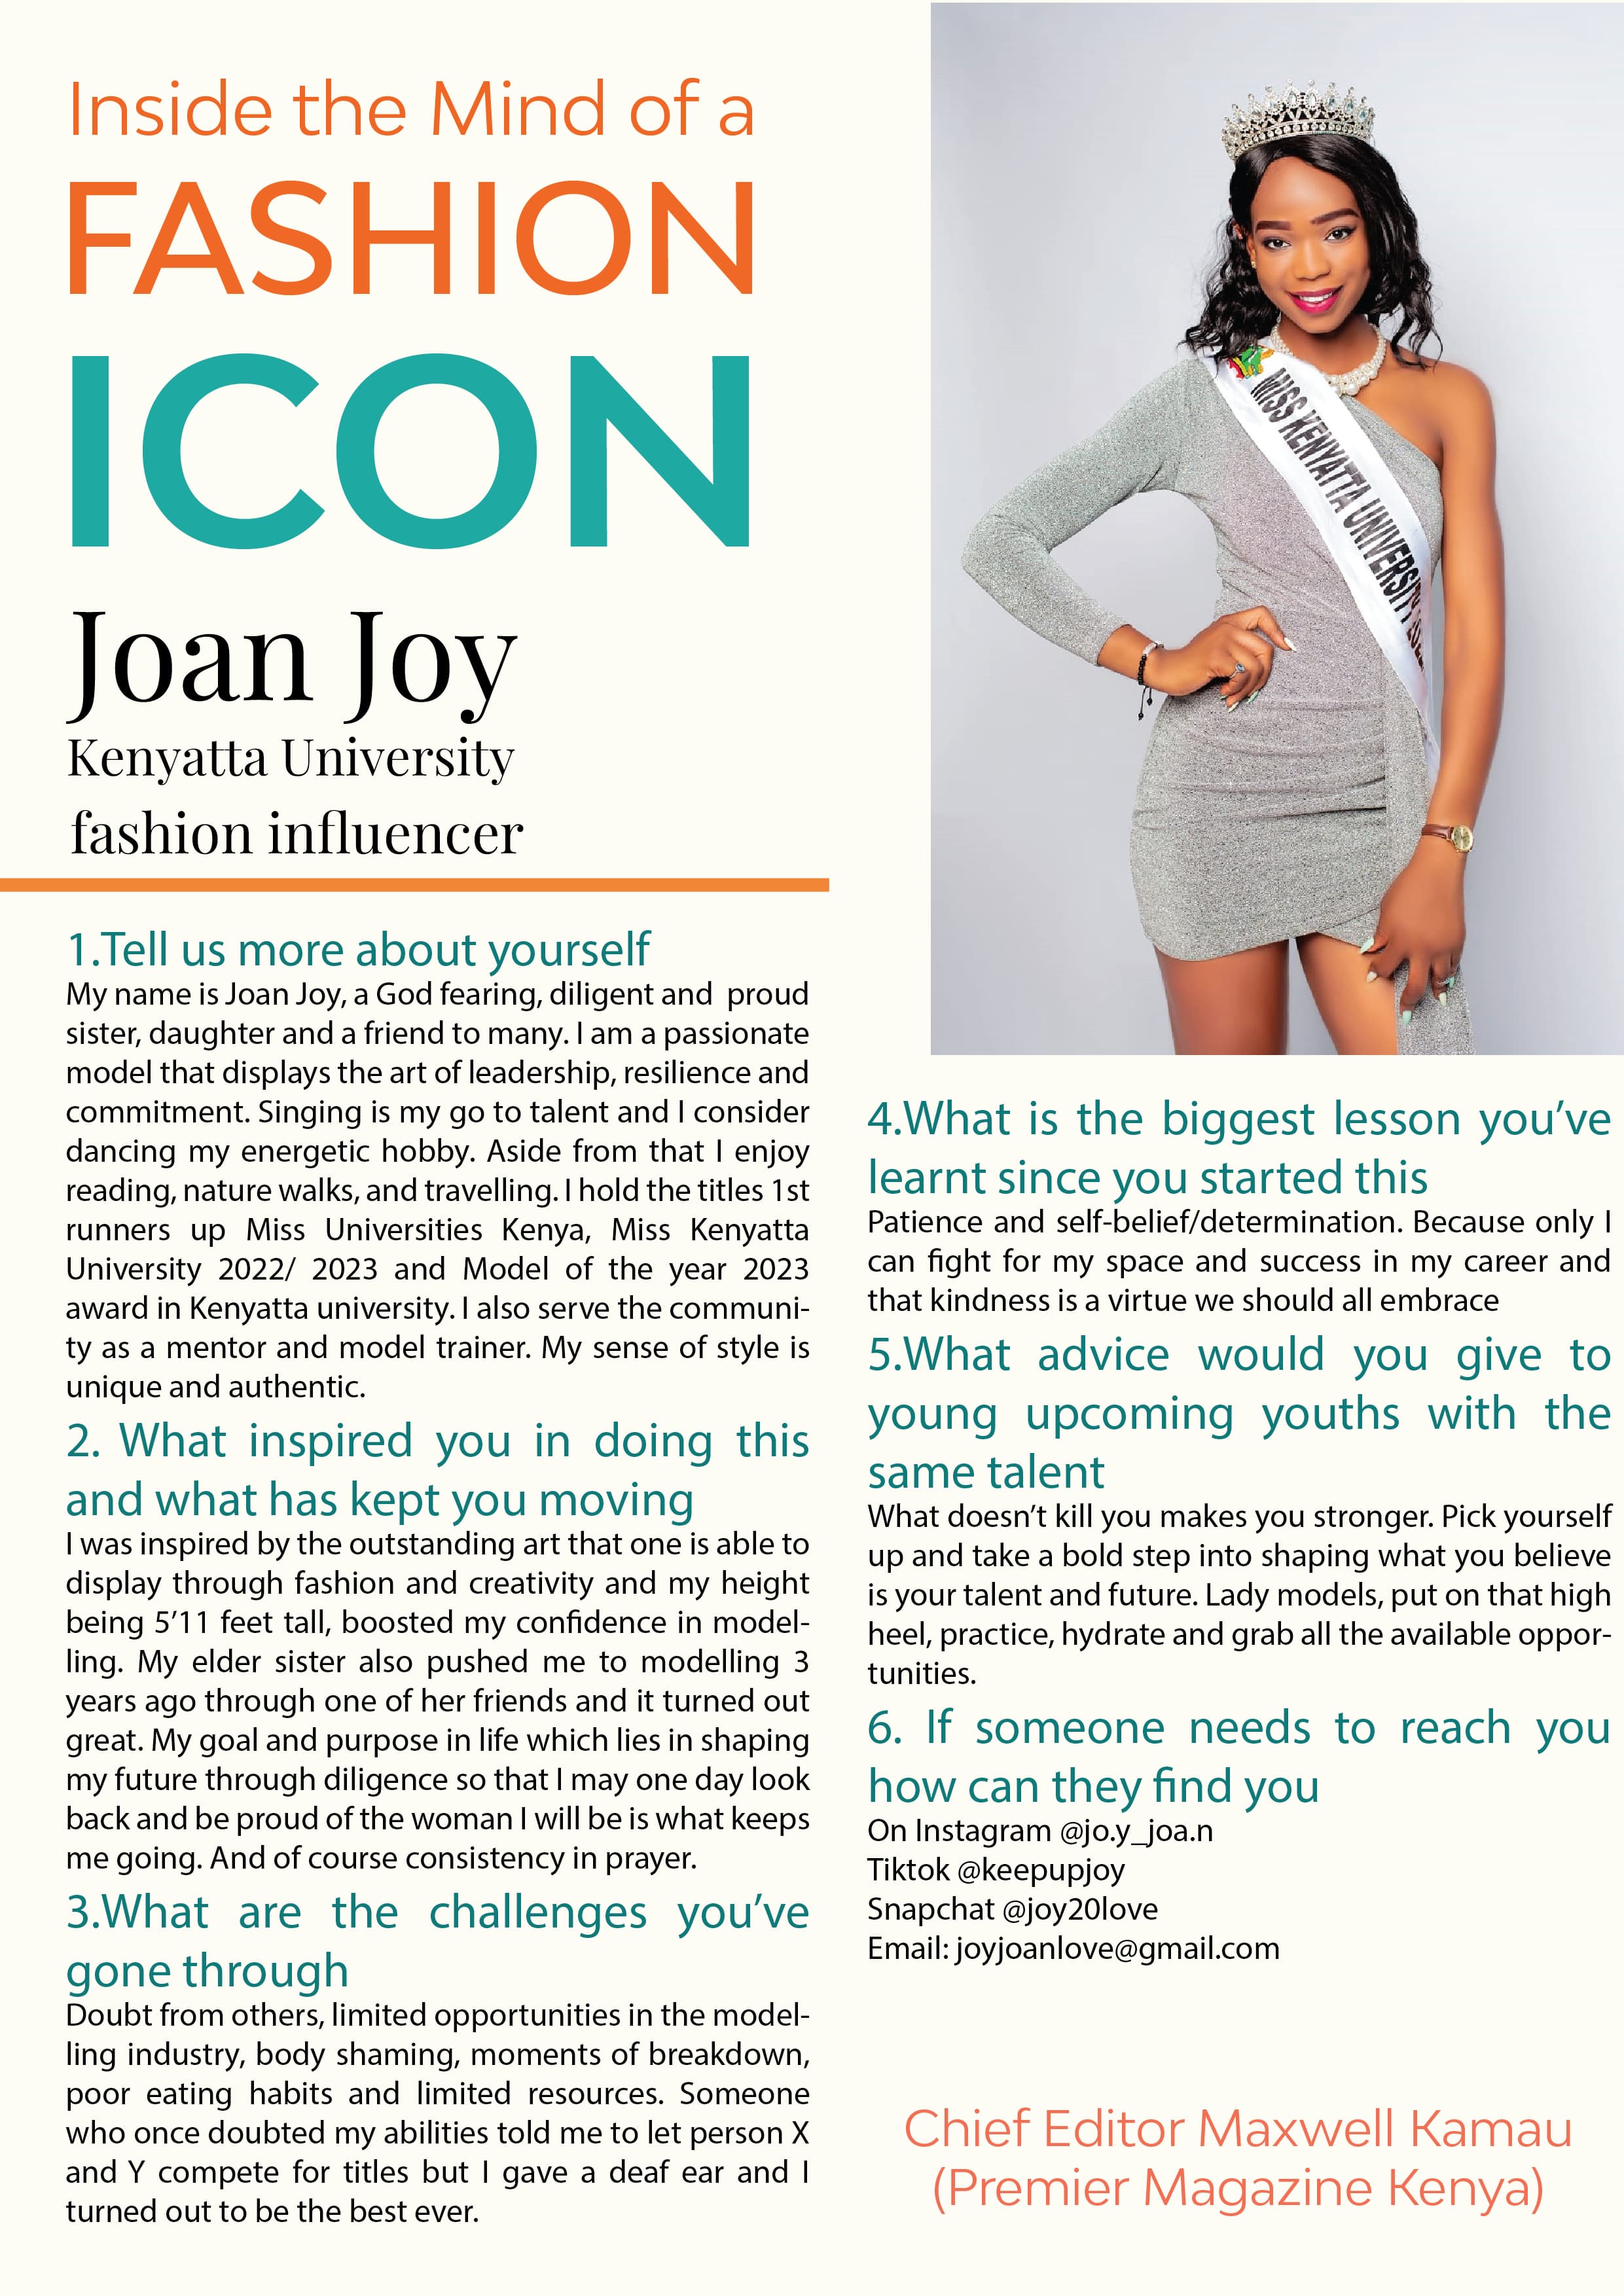 Inside the Mind of a
FASHION
ICON
Joan Joy
Kenyatta University
fashion influencer
MISS KENYATTA UNIVERSITY
1.Tell us more about yourself
My name is Joan Joy, a God fearing, diligent and  proud
sister, daughter and a friend to many. I am a passionate
model that displays the art of leadership, resilience and
commitment. Singing is my go to talent and I consider
dancing my energetic hobby. Aside from that I enjoy
reading, nature walks, and travelling. I hold the titles 1st
runners up Miss Universities Kenya, Miss Kenyatta
University 2022/ 2023 and Model of the year 2023
award in Kenyatta university. I also serve the communi-
ty as a mentor and model trainer. My sense of style is
unique and authentic.
2. What inspired you in doing this
and what has kept you moving
I was inspired by the outstanding art that one is able to
display through fashion and creativity and my height
being 5’11 feet tall, boosted my confidence in model-
ling. My elder sister also pushed me to modelling 3
years ago through one of her friends and it turned out
great. My goal and purpose in life which lies in shaping
my future through diligence so that I may one day look
back and be proud of the woman I will be is what keeps
me going. And of course consistency in prayer.
3.What are the challenges you’ve
gone through
Doubt from others, limited opportunities in the model-
ling industry, body shaming, moments of breakdown,
poor eating habits and limited resources. Someone
who once doubted my abilities told me to let person X
and Y compete for titles but I gave a deaf ear and I
turned out to be the best ever.
4.What is the biggest lesson you’ve
learnt since you started this
Patience and self-belief/determination. Because only I
can fight for my space and success in my career and
that kindness is a virtue we should all embrace
5.What advice would you give to
young upcoming youths with the
same talent
What doesn’t kill you makes you stronger. Pick yourself
up and take a bold step into shaping what you believe
is your talent and future. Lady models, put on that high
heel, practice, hydrate and grab all the available oppor-
tunities.
6. If someone needs to reach you
how can they find you
On Instagram @jo.y_joa.n
Tiktok @keepupjoy
Snapchat @joy20love
Email: joyjoanlove@gmail.com
Chief Editor Maxwell Kamau
(Premier Magazine Kenya)